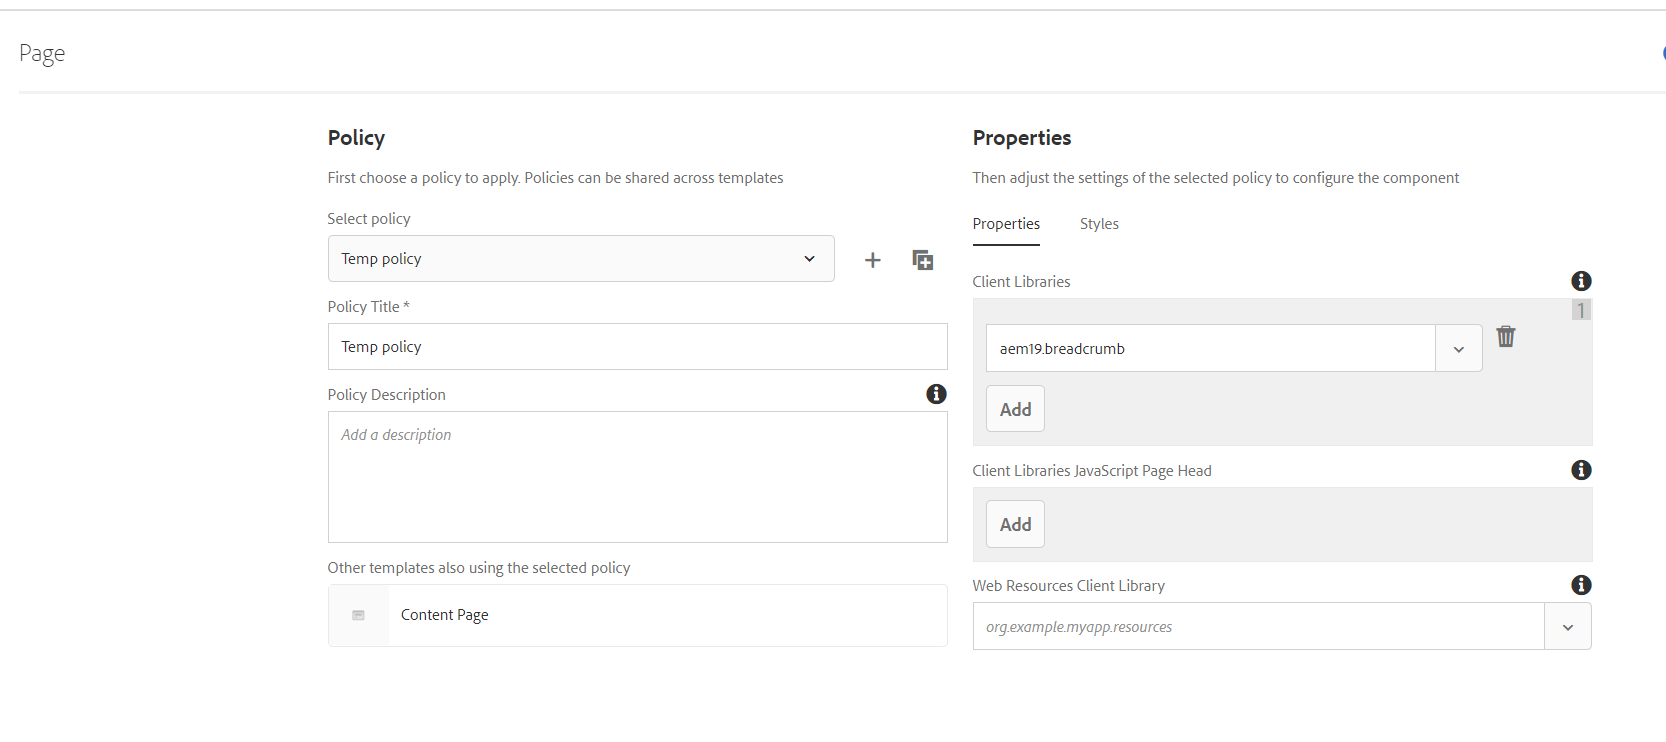 Page
Policy
First choose a policy to apply. Policies can be shared across templates
Select policy
Temp policy
Policy Title *
Temp policy
Policy Description
Add a description
Other templates also using the selected policy
Content Page
Properties
Then adjust the settings of the selected policy to configure the component
Properties Styles
Client Libraries
1
aem19.breadcrumb
Add
Client Libraries JavaScript Page Head
Add
Web Resources Client Library
org.example.myapp.resources